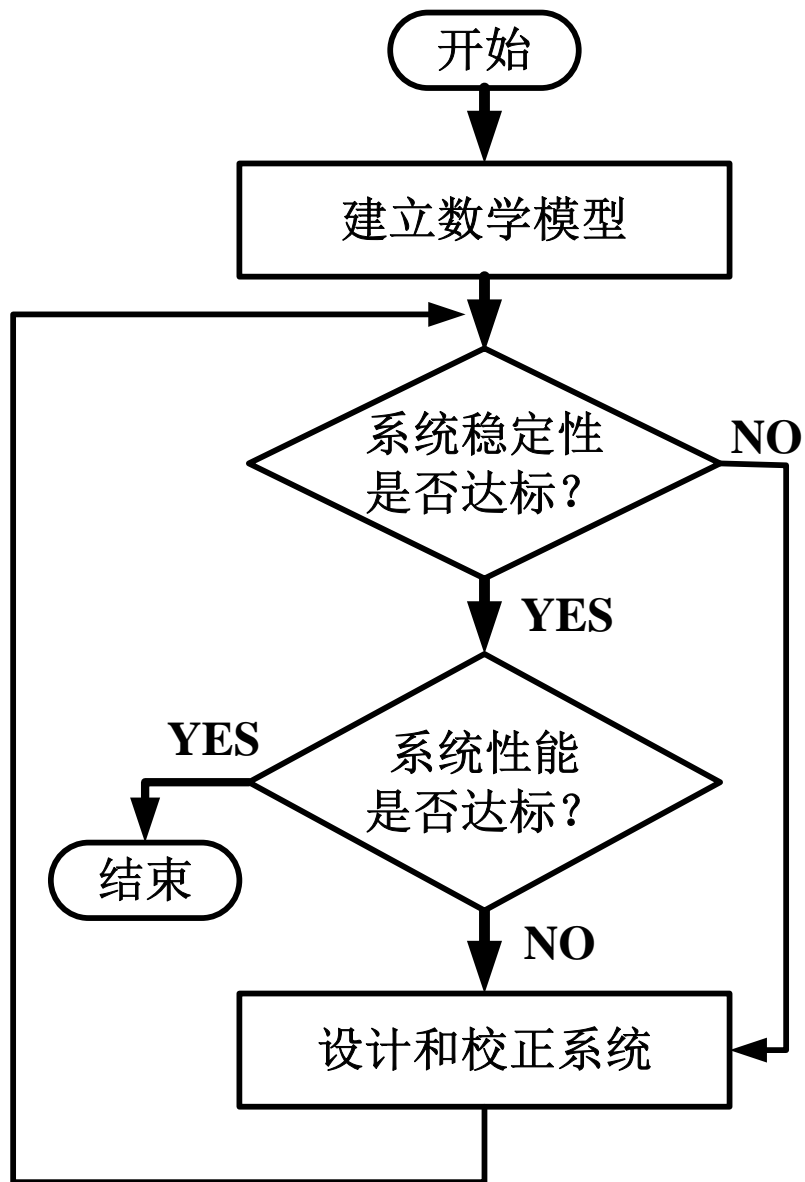 开始
建立数学模型
系统稳定性
是否达标?
NO
YES
系统性能
是否达标?
YES
结束
NO
设计和校正系统